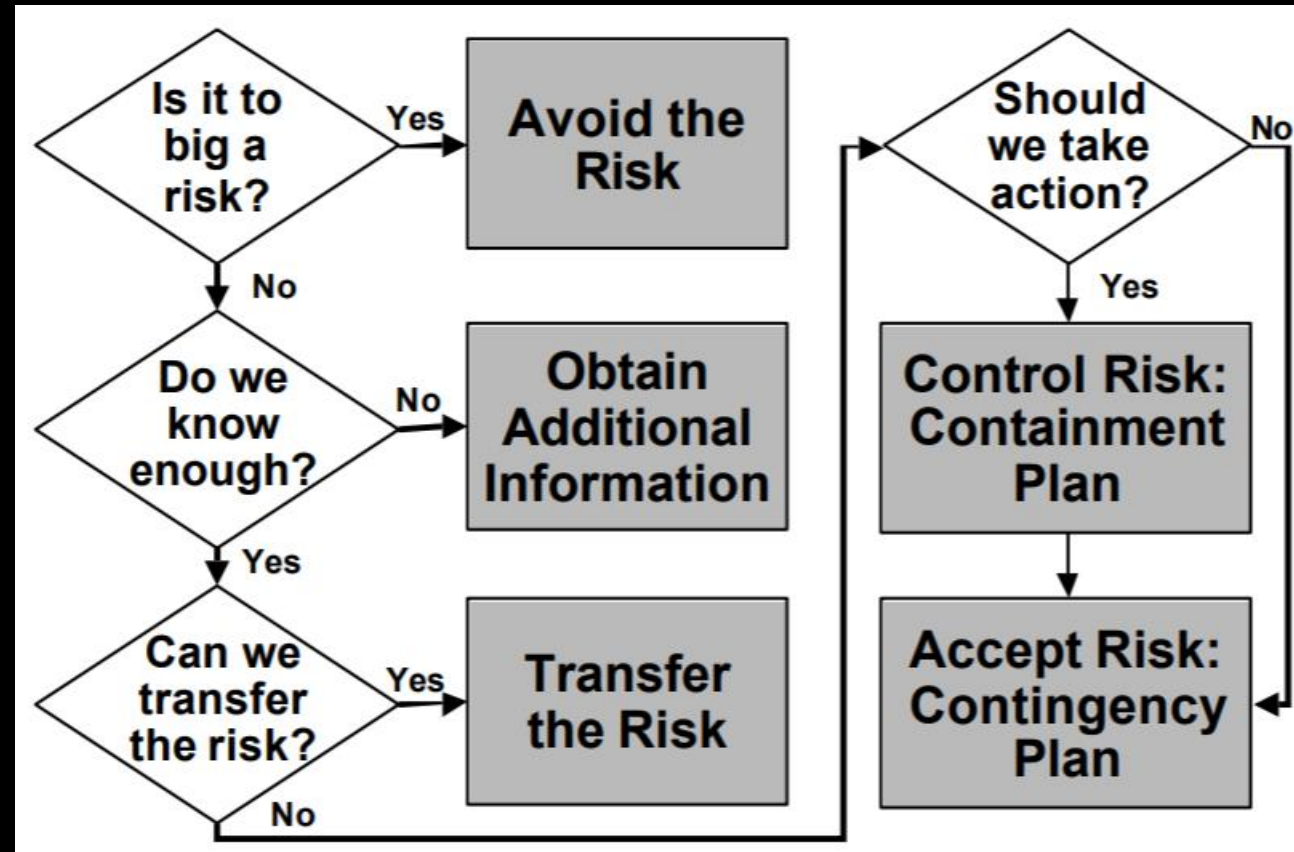 Is it to
big a
risk?
Yes
Avoid the
Risk
No
Do we
know
enough?
No
Obtain
Additional
Information
Yes
Can we
transfer
the risk?
Yes
Transfer
the Risk
No
Should
we take
action?
No
Yes
Control Risk:
Containment
Plan
Accept Risk:
Contingency
Plan